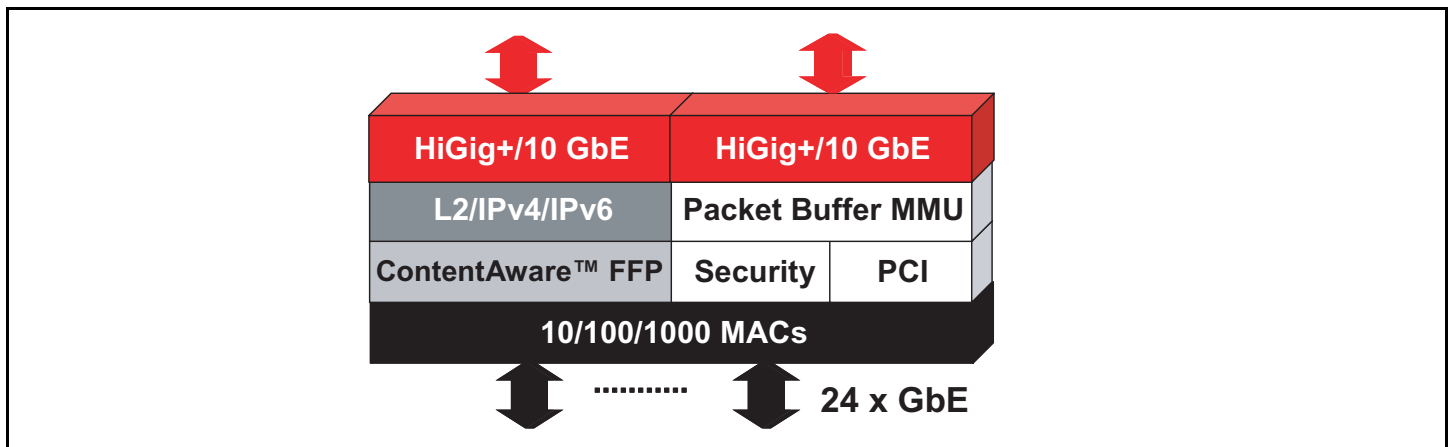 HiGig+/10 GbE HiGig+/10 GbE
L2/IPv4/IPv6 Packet Buffer MMU
ContentAware™ FFP Security PCI
10/100/1000 MACs
24 x GbE